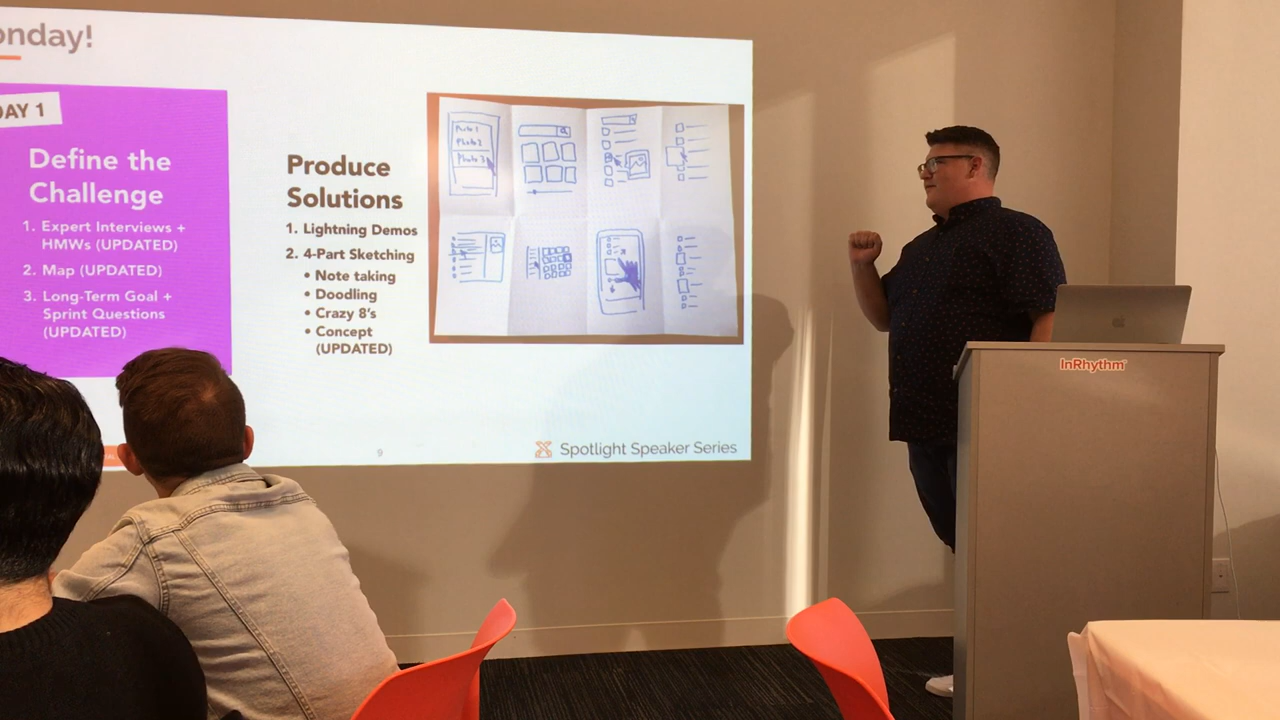 onday!
DAY 1
Define the
Challenge
1. Expert Interviews +
HMWs (UPDATED)
2. Map (UPDATED)
3. Long-Term Goal +
Sprint Questions
(UPDATED)
Produce
Solutions
1. Lightning Demos
2. 4-Part Sketching
• Note taking
• Doodling
• Crazy 8's
• Concept
(UPDATED)
Photo 1
Photo 2
Photo 3
9
Spotlight Speaker Series
InRhythm